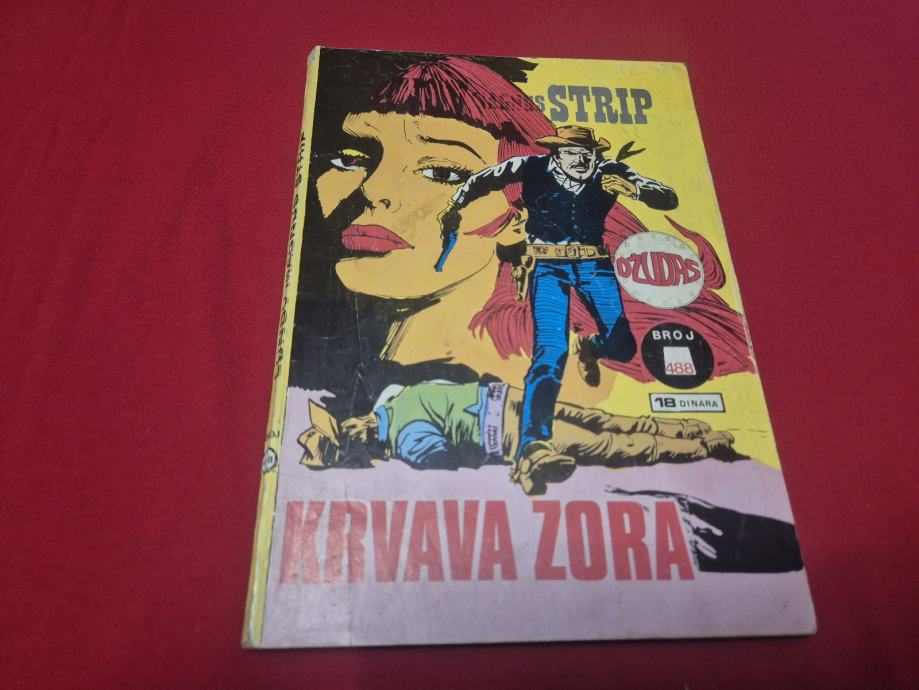 STRIP
DŽUDAS
BROJ
488
18 DINARA
KRVAVA ZORA